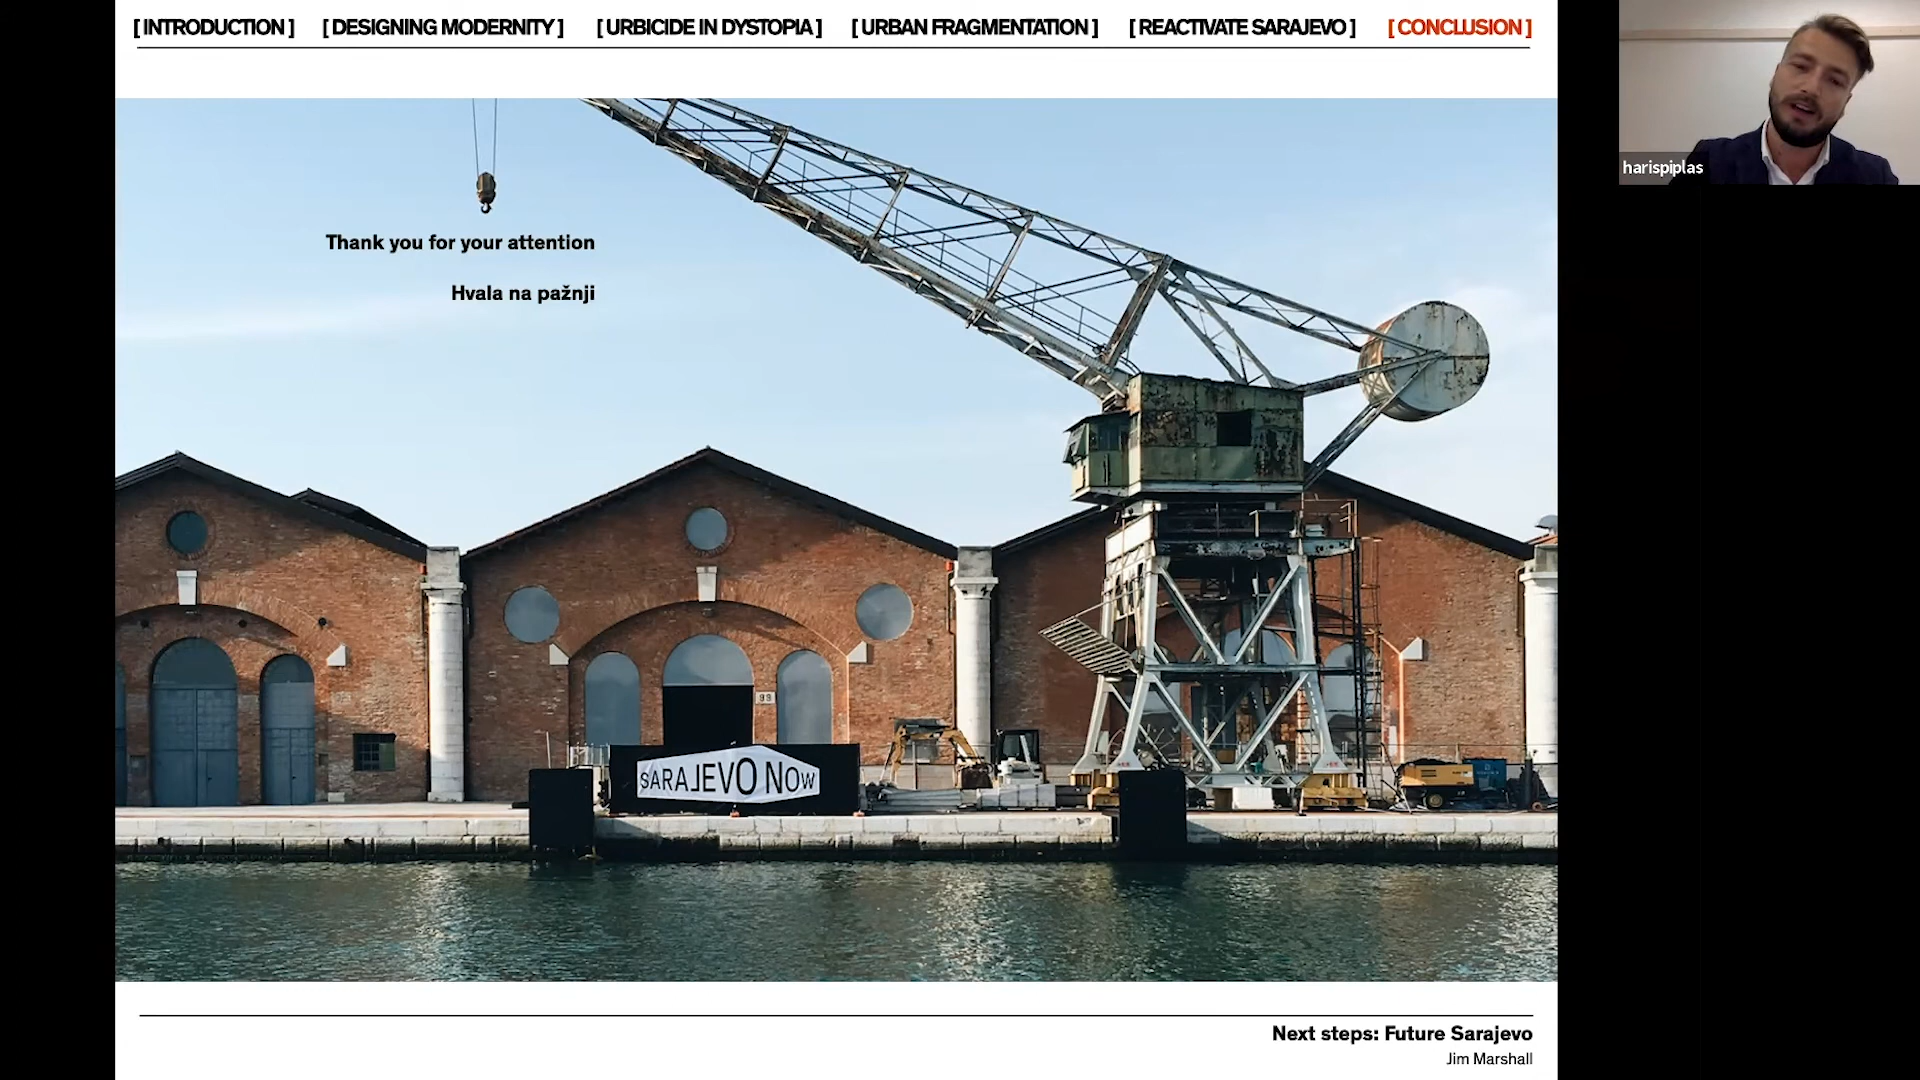 [ INTRODUCTION ] [ DESIGNING MODERNITY ] [ URBICIDE IN DYSTOPIA ] [ URBAN FRAGMENTATION ] [ REACTIVATE SARAJEVO ] [ CONCLUSION ]
harispiplas
Thank you for your attention
Hvala na pažnji
99
SARAJEVO NOW
Next steps: Future Sarajevo
Jim Marshall